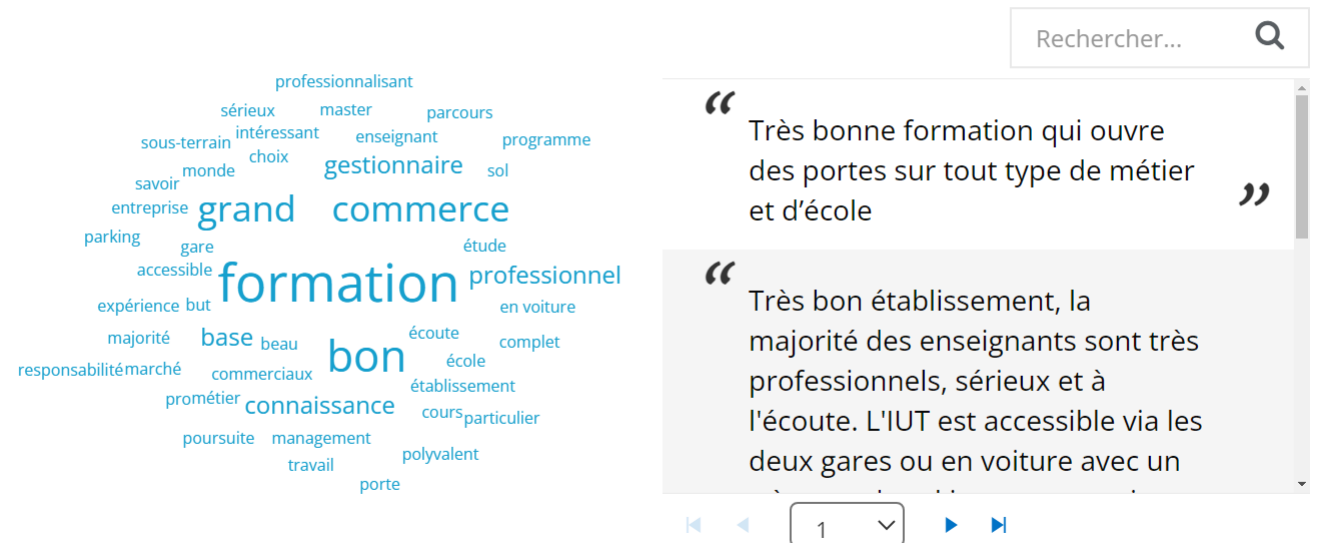 Rechercher...
professionnalisant
sérieux master parcours
sous-terrain intéressant enseignant programme
choix gestionnaire sol
monde
savoir
entreprise grand commerce
parking gare étude
accessible formation professionnel
expérience but en voiture
majorité base beau bon écoute complet
responsabilité marché commerciaux école
établissement
prométier connaissance cours particulier
poursuite management
travail polyvalent
porte
“
Très bonne formation qui ouvre
des portes sur tout type de métier
et d’école
”
“
Très bon établissement, la
majorité des enseignants sont très
professionnels, sérieux et à
l'écoute. L'IUT est accessible via les
deux gares ou en voiture avec un
1